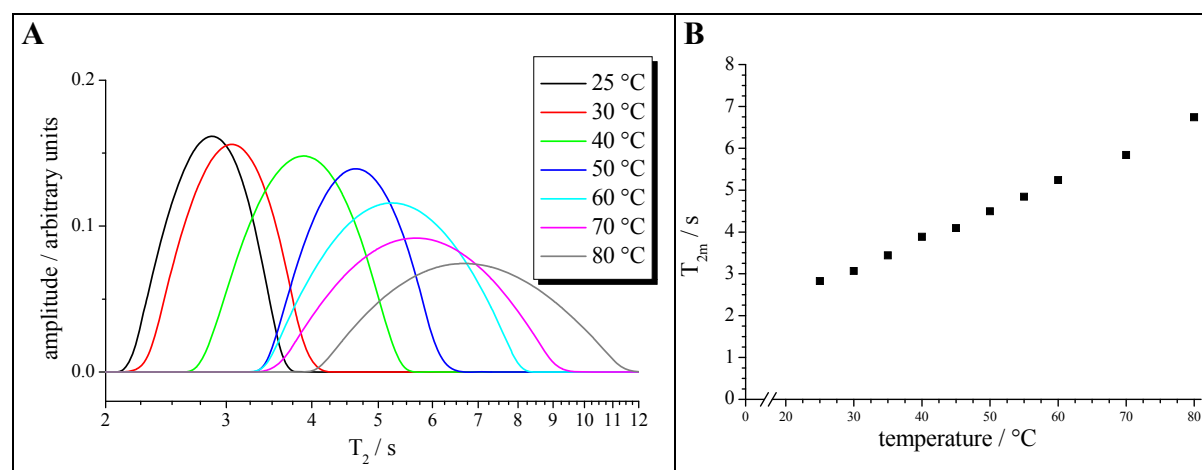 A
B
0.2
0.1
0.0
amplitude / arbitrary units
2
3
4
5
6
7
8
9
10
11
12
T₂ / s
25 °C
30 °C
40 °C
50 °C
60 °C
70 °C
80 °C
8
7
6
5
4
3
2
1
0
T₂ₘ / s
0
20
30
40
50
60
70
80
temperature / °C